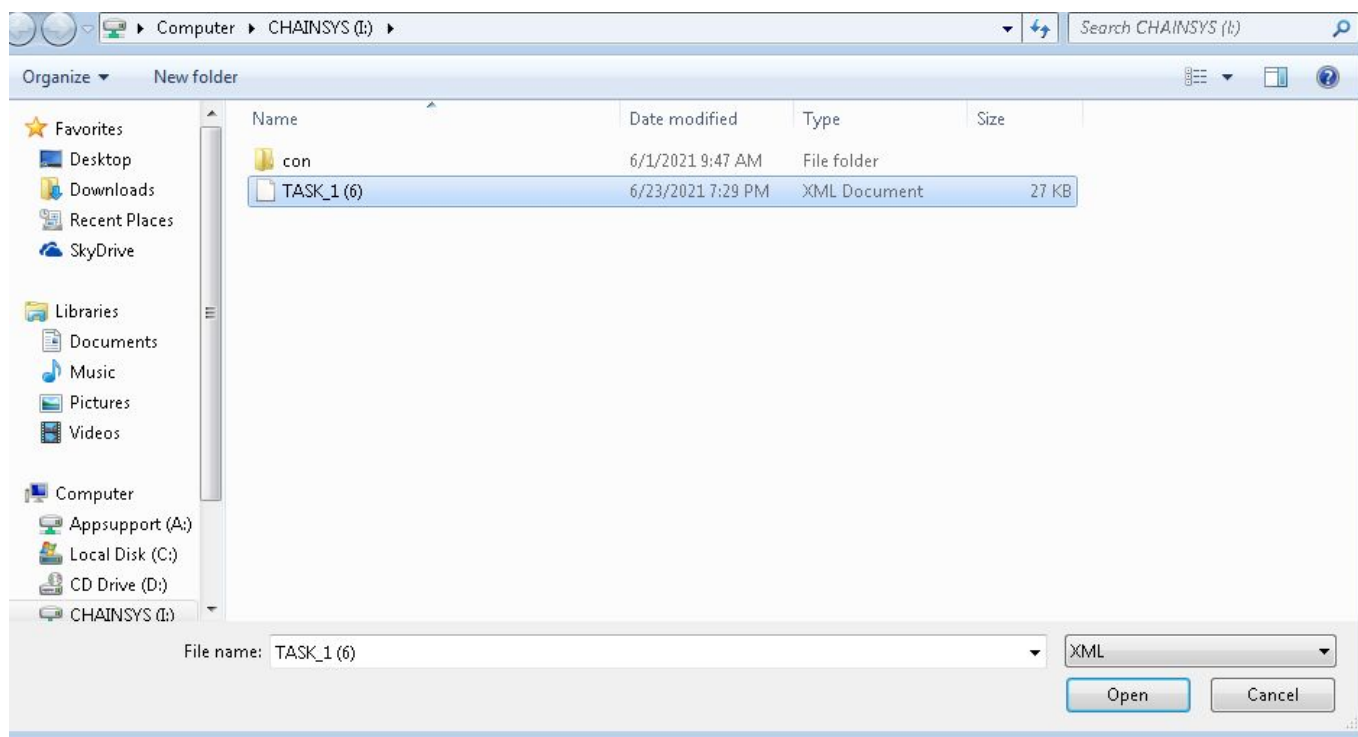 Computer CHAINSYS (I:) Search CHAINSYS (I:)
Organize New folder
Name Date modified Type Size
con 6/1/2021 9:47 AM File folder
TASK_1 (6) 6/23/2021 7:29 PM XML Document 27 KB
Favorites
Desktop
Downloads
Recent Places
SkyDrive
Libraries
Documents
Music
Pictures
Videos
Computer
Appsupport (A:)
Local Disk (C:)
CD Drive (D:)
CHAINSYS (I:)
File name: TASK_1 (6) XML
Open Cancel